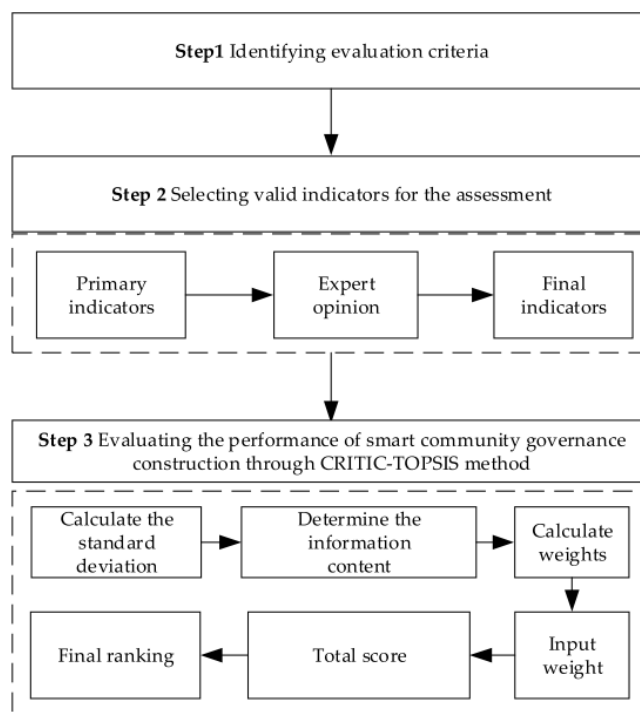 Step1 Identifying evaluation criteria
Step 2 Selecting valid indicators for the assessment
Primary
indicators
Expert
opinion
Final
indicators
Step 3 Evaluating the performance of smart community governance
construction through CRITIC-TOPSIS method
Calculate the
standard
deviation
Determine the
information
content
Calculate
weights
Final ranking
Total score
Input
weight